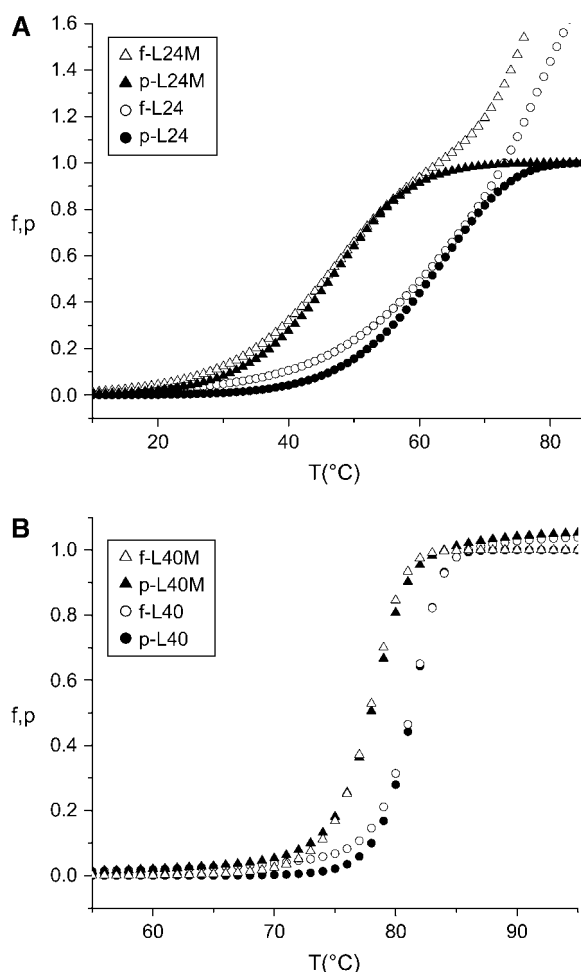 A
△ f-L24M
▲ p-L24M
○ f-L24
● p-L24
f,p
1.6
1.4
1.2
1.0
0.8
0.6
0.4
0.2
0.0
20 40 60 80
T(°C)
B
△ f-L40M
▲ p-L40M
○ f-L40
● p-L40
f,p
1.0
0.8
0.6
0.4
0.2
0.0
60 70 80 90
T(°C)